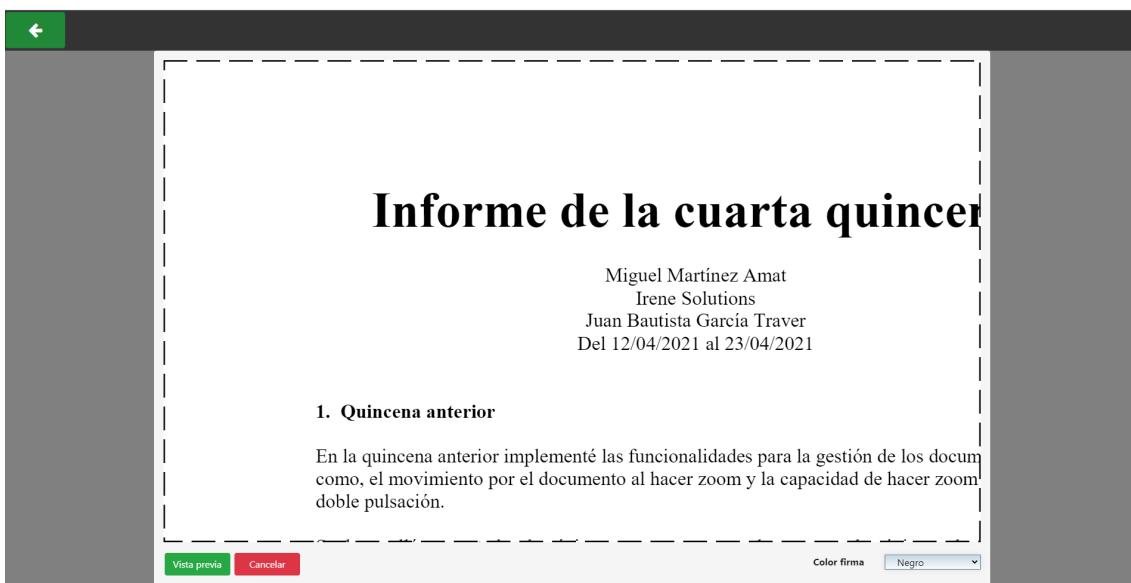 Informe de la cuarta quincen
Miguel Martínez Amat
Irene Solutions
Juan Bautista García Traver
Del 12/04/2021 al 23/04/2021
1. Quincena anterior
En la quincena anterior implementé las funcionalidades para la gestión de los docum
como, el movimiento por el documento al hacer zoom y la capacidad de hacer zoom
doble pulsación.
Vista previa Cancelar Color firma Negro